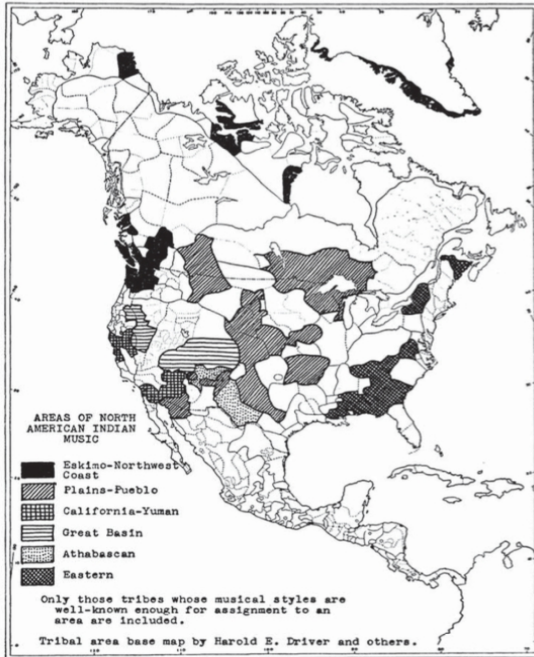 AREAS OF NORTH
AMERICAN INDIAN
MUSIC
Eskimo-Northwest
Coast
Plains-Pueblo
California-Yuman
Great Basin
Athabascan
Eastern
Only those tribes whose musical styles are
well-known enough for assignment to an
area are included.
Tribal area base map by Harold E. Driver and others.